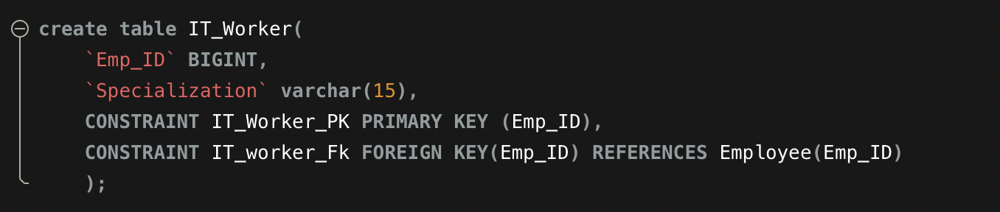 create table IT_Worker(
`Emp_ID` BIGINT,
`Specialization` varchar(15),
CONSTRAINT IT_Worker_PK PRIMARY KEY (Emp_ID),
CONSTRAINT IT_worker_Fk FOREIGN KEY(Emp_ID) REFERENCES Employee(Emp_ID)
);